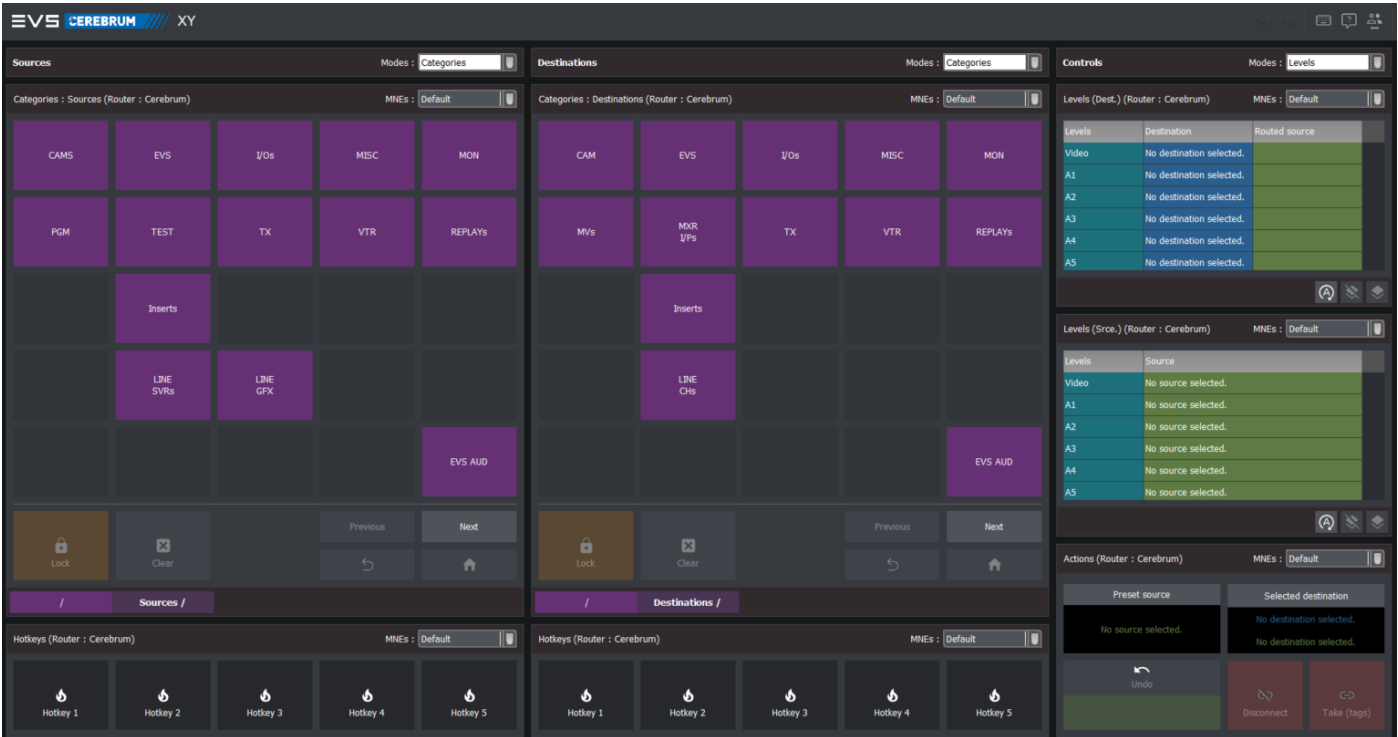 EVS CEREBRUM XY
Sources Modes : Categories
Categories : Sources (Router : Cerebrum) MNEs : Default
CAMS EVS I/Os MISC MON
PGM TEST TX VTR REPLAYs
Inserts
LINE
SVRs
LINE
GFX
EVS AUD
Lock Clear Previous Next
/ Sources /
Hotkeys (Router : Cerebrum) MNEs : Default
Hotkey 1 Hotkey 2 Hotkey 3 Hotkey 4 Hotkey 5
Destinations Modes : Categories
Categories : Destinations (Router : Cerebrum) MNEs : Default
CAM EVS I/Os MISC MON
MVs
MXR
I/Ps
TX VTR REPLAYs
Inserts
LINE
CHs
EVS AUD
Lock Clear Previous Next
/ Destinations /
Hotkeys (Router : Cerebrum) MNEs : Default
Hotkey 1 Hotkey 2 Hotkey 3 Hotkey 4 Hotkey 5
Controls Modes : Levels
Levels (Dest.) (Router : Cerebrum) MNEs : Default
Levels Destination Routed source
Video No destination selected.
A1 No destination selected.
A2 No destination selected.
A3 No destination selected.
A4 No destination selected.
A5 No destination selected.
Levels (Srce.) (Router : Cerebrum) MNEs : Default
Levels Source
Video No source selected.
A1 No source selected.
A2 No source selected.
A3 No source selected.
A4 No source selected.
A5 No source selected.
Actions (Router : Cerebrum) MNEs : Default
Preset source Selected destination
No source selected.
No destination selected.
No destination selected.
Undo
Disconnect Take (tags)